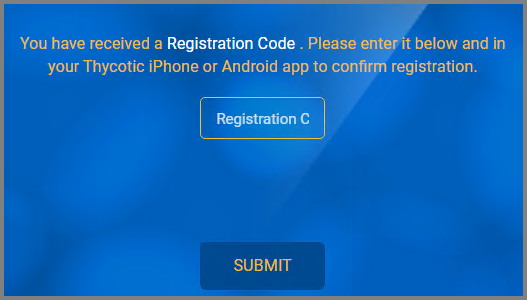 You have received a Registration Code . Please enter it below and in
your Thycotic iPhone or Android app to confirm registration.
Registration C
SUBMIT